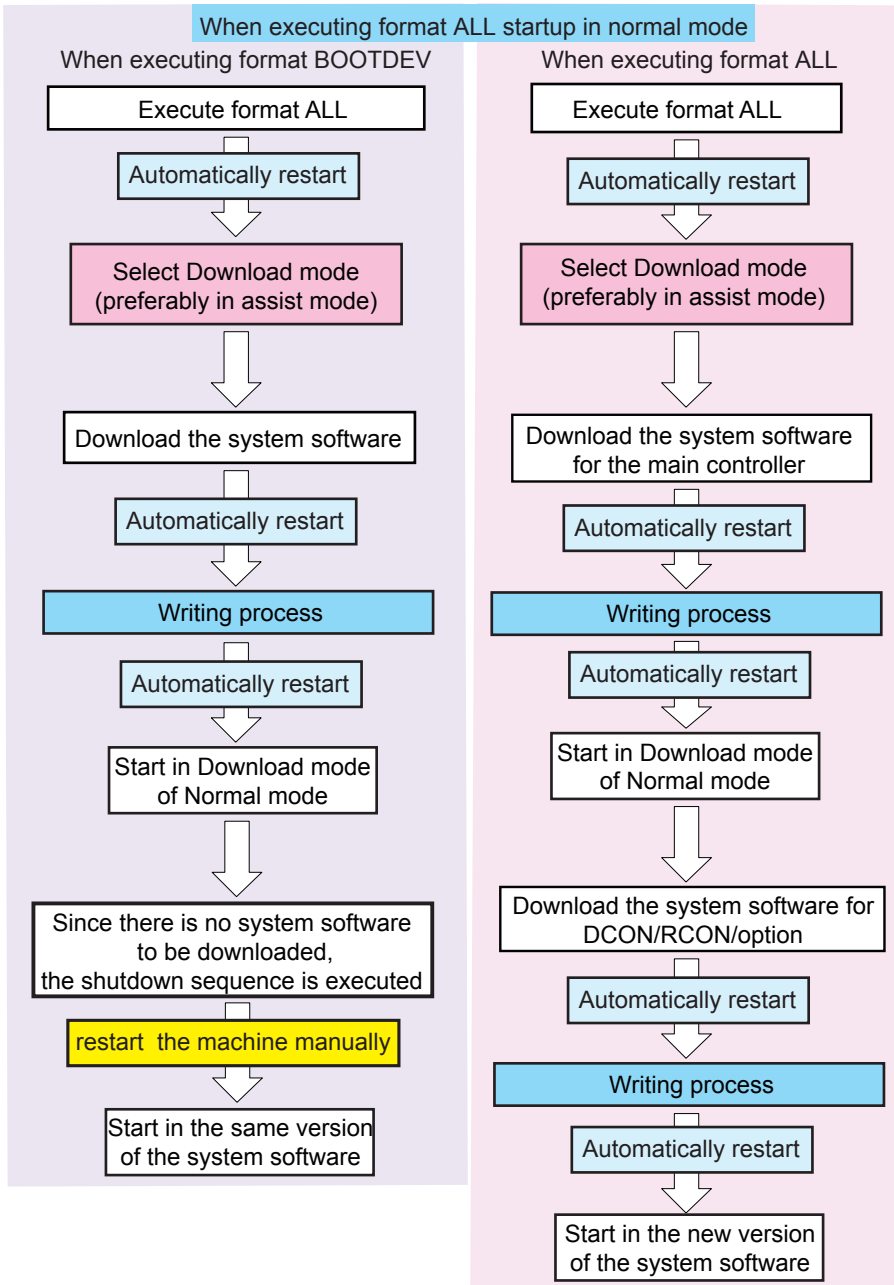 When executing format ALL startup in normal mode
When executing format BOOTDEV
Execute format ALL
Automatically restart
Select Download mode
(preferably in assist mode)
Download the system software
Automatically restart
Writing process
Automatically restart
Start in Download mode
of Normal mode
Since there is no system software
to be downloaded,
the shutdown sequence is executed
restart  the machine manually
Start in the same version
of the system software
When executing format ALL
Execute format ALL
Automatically restart
Select Download mode
(preferably in assist mode)
Download the system software
for the main controller
Automatically restart
Writing process
Automatically restart
Start in Download mode
of Normal mode
Download the system software for
DCON/RCON/option
Automatically restart
Writing process
Automatically restart
Start in the new version
of the system software